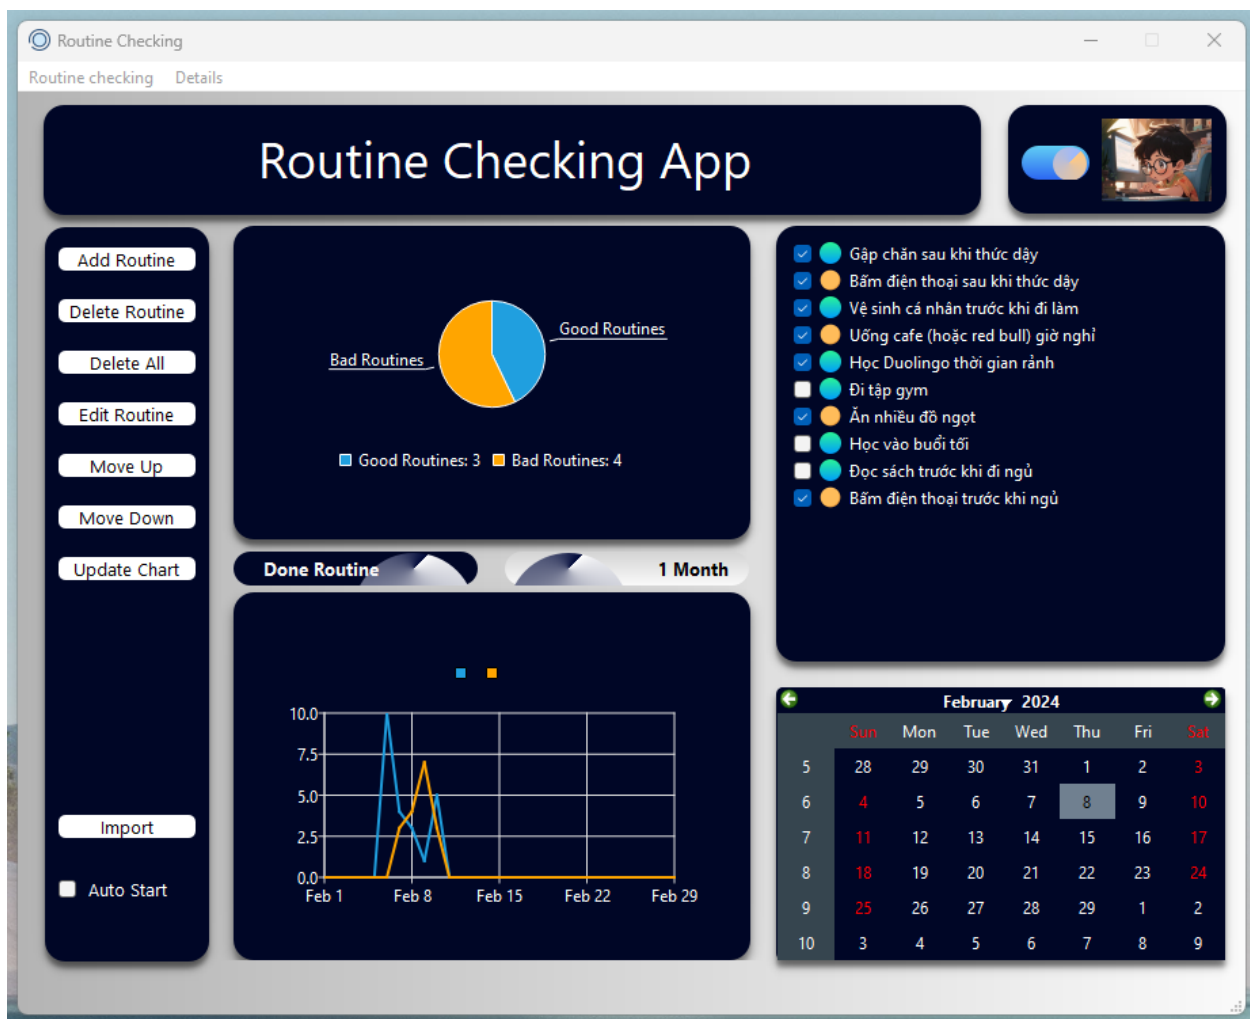 Routine Checking
Routine checking Details
Routine Checking App
Add Routine
Delete Routine
Delete All
Edit Routine
Move Up
Move Down
Update Chart
Import
Auto Start
Good Routines
Bad Routines
Good Routines: 3 Bad Routines: 4
Done Routine
1 Month
10.0
7.5
5.0
2.5
0.0
Feb 1 Feb 8 Feb 15 Feb 22 Feb 29
Gập chăn sau khi thức dậy
Bấm điện thoại sau khi thức dậy
Vệ sinh cá nhân trước khi đi làm
Uống cafe (hoặc red bull) giờ nghỉ
Học Duolingo thời gian rảnh
Đi tập gym
Ăn nhiều đồ ngọt
Học vào buổi tối
Đọc sách trước khi đi ngủ
Bấm điện thoại trước khi ngủ
February 2024
Sun Mon Tue Wed Thu Fri Sat
5 28 29 30 31 1 2 3
6 4 5 6 7 8 9 10
7 11 12 13 14 15 16 17
8 18 19 20 21 22 23 24
9 25 26 27 28 29 1 2
10 3 4 5 6 7 8 9